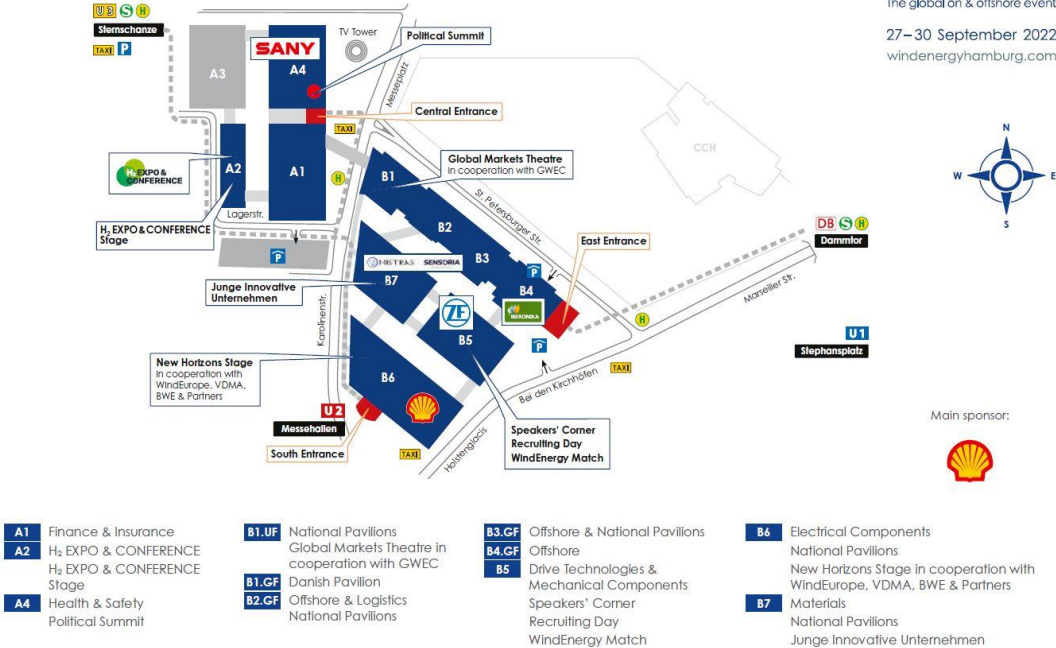 The global on & offshore event
27–30 September 2022
windenergyhamburg.com
U3 S H
Sternschanze
TAXI P
SANY
TV Tower
Political Summit
A3
A4
Messeplatz
Central Entrance
TAXI
CCH
N
W E
S
H₂ EXPO &
CONFERENCE
A2
A1
H
B1
Global Markets Theatre
in cooperation with GWEC
Lagerstr.
St. Petersburger Str.
H₂ EXPO & CONFERENCE
Stage
P
B2
East Entrance
DB S H
Dammtor
MISTRAS SENSORIA
B3
P
B7
B4
IBERDROLA
Marseiller Str.
Junge Innovative
Unternehmen
ZF
Karolinenstr.
H
B5
P
U1
Stephansplatz
New Horizons Stage
in cooperation with
WindEurope, VDMA,
BWE & Partners
B6
TAXI
Bei den Kirchhöfen
U2
Messehallen
South Entrance
TAXI
Holstenglacis
Speakers' Corner
Recruiting Day
WindEnergy Match
Main sponsor:
A1 Finance & Insurance
A2 H₂ EXPO & CONFERENCE
H₂ EXPO & CONFERENCE
Stage
A4 Health & Safety
Political Summit
B1.UF National Pavilions
Global Markets Theatre in
cooperation with GWEC
B1.GF Danish Pavilion
B2.GF Offshore & Logistics
National Pavilions
B3.GF Offshore & National Pavilions
B4.GF Offshore
B5 Drive Technologies &
Mechanical Components
Speakers' Corner
Recruiting Day
WindEnergy Match
B6 Electrical Components
National Pavilions
New Horizons Stage in cooperation with
WindEurope, VDMA, BWE & Partners
B7 Materials
National Pavilions
Junge Innovative Unternehmen